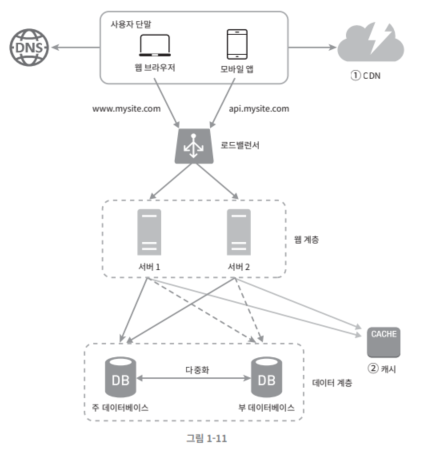 사용자 단말
DNS
웹 브라우저
모바일 앱
① CDN
www.mysite.com
api.mysite.com
로드밸런서
서버 1
서버 2
웹 계층
CACHE
② 캐시
DB
다중화
DB
데이터 계층
주 데이터베이스
부 데이터베이스
그림 1-11